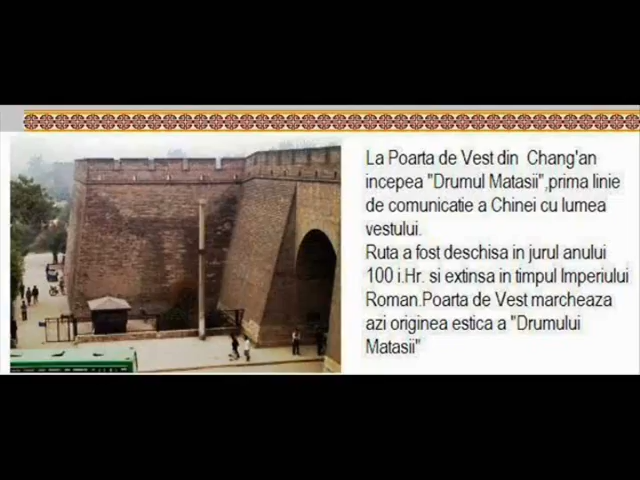 La Poarta de Vest din Chang'an
incepea "Drumul Matasii",prima linie
de comunicatie a Chinei cu lumea
vestului.
Ruta a fost deschisa in jurul anului
100 i.Hr. si extinsa in timpul Imperiului
Roman.Poarta de Vest marcheaza
azi originea estica a "Drumului
Matasii"